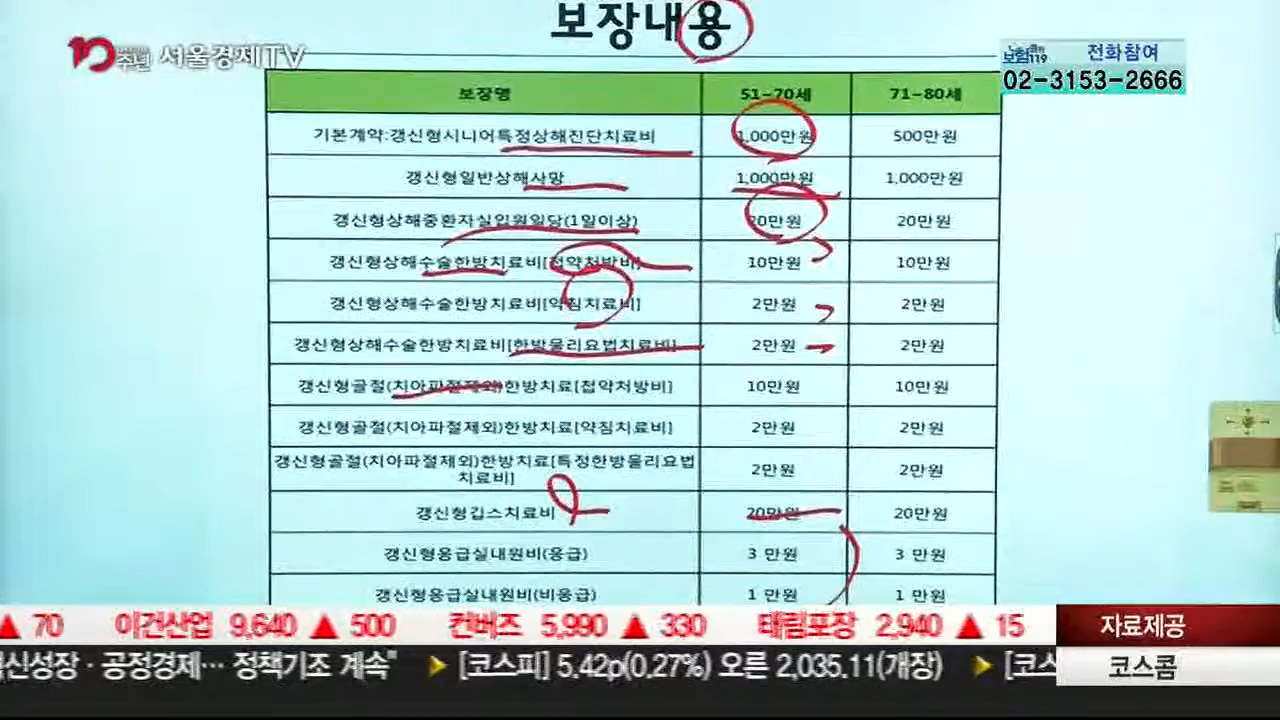 보장내용
10주년 서울경제TV
보험119 전화참여
02-3153-2666
보장명 51-70세 71-80세
기본계약:갱신형시니어특정상해진단치료비 1,000만원 500만원
갱신형일반상해사망 1,000만원 1,000만원
갱신형상해중환자실입원일당(1일이상) 20만원 20만원
갱신형상해수술한방치료비[첩약처방비] 10만원 10만원
갱신형상해수술한방치료비[약침치료비] 2만원 2만원
갱신형상해수술한방치료비[한방물리요법치료비] 2만원 2만원
갱신형골절(치아파절제외)한방치료[첩약처방비] 10만원 10만원
갱신형골절(치아파절제외)한방치료[약침치료비] 2만원 2만원
갱신형골절(치아파절제외)한방치료[특정한방물리요법
치료비] 2만원 2만원
갱신형깁스치료비 20만원 20만원
갱신형응급실내원비(응급) 3 만원 3 만원
갱신형응급실내원비(비응급) 1 만원 1 만원
▲ 70 이건산업 9,640 ▲ 500 컨버즈 5,990 ▲ 330 태림포장 2,940 ▲ 15 자료제공
혁신성장·공정경제… 정책기조 계속" ▶ [코스피] 5.42p(0.27%) 오른 2,035.11(개장) ▶ [코스 코스콤